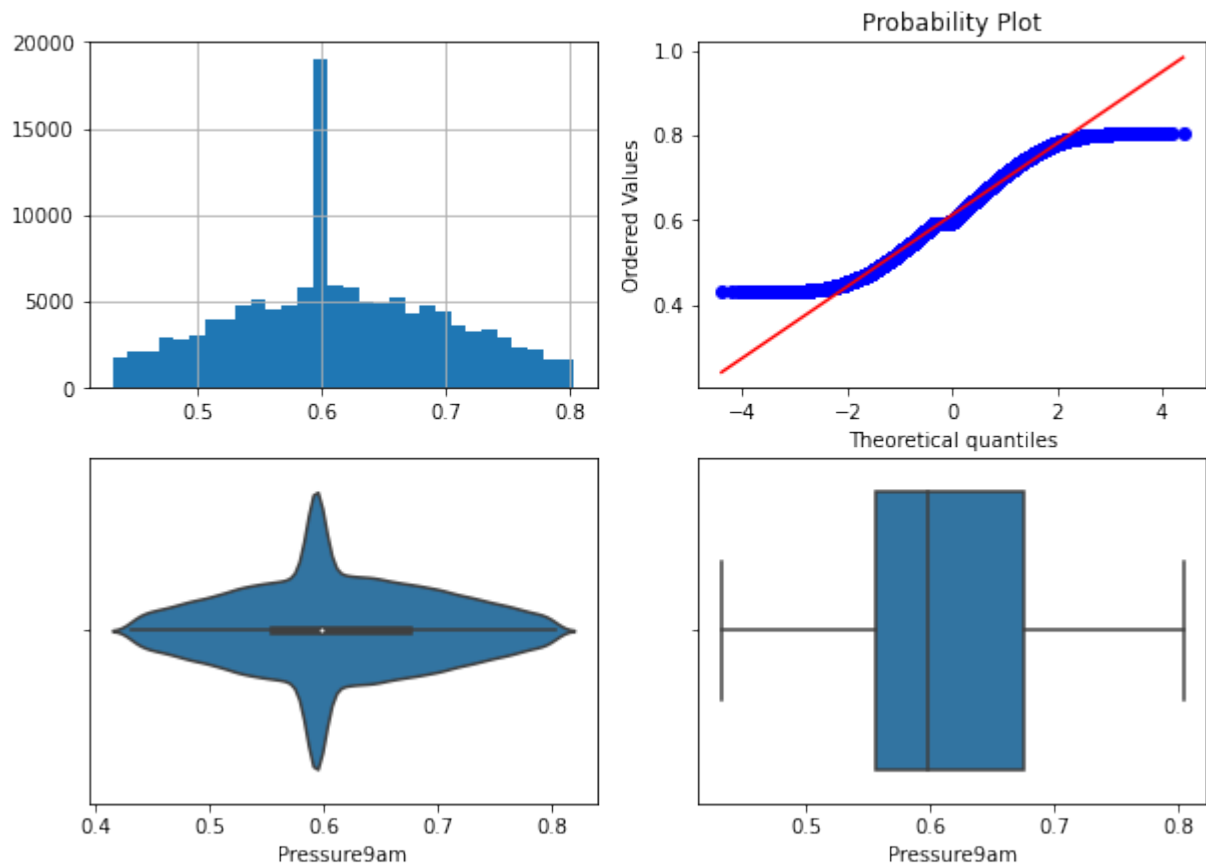 20000
15000
10000
5000
0
0.5 0.6 0.7 0.8
Probability Plot
1.0
0.8
0.6
0.4
Ordered Values
−4 −2 0 2 4
Theoretical quantiles
0.4 0.5 0.6 0.7 0.8
Pressure9am
0.5 0.6 0.7 0.8
Pressure9am